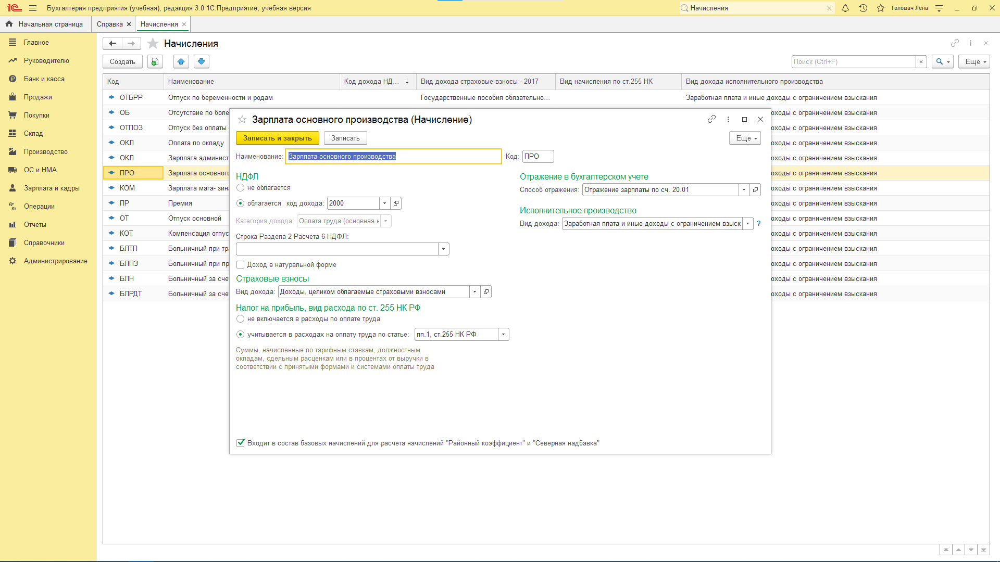 Бухгалтерия предприятия (учебная), редакция 3.0 1С:Предприятие, учебная версия
Начисления
Головач Лена
Начальная страница
Справка
Начисления
Главное
Руководителю
Банк и касса
Продажи
Покупки
Склад
Производство
ОС и НМА
Зарплата и кадры
Операции
Отчеты
Справочники
Администрирование
Начисления
Создать
Поиск (Ctrl+F)
Еще
Код Наименование Код дохода НД... Вид дохода страховые взносы - 2017 Вид начисления по ст.255 НК Вид дохода исполнительного производства
ОТБРР Отпуск по беременности и родам Государственные пособия обязательно... Заработная плата и иные доходы с ограничением взыскания
ОБ Отсутствие по боле оходы с ограничением взыскания
ОТПОЗ Отпуск без оплаты оходы с ограничением взыскания
ОКЛ Оплата по окладу оходы с ограничением взыскания
ОКЛ Зарплата админист оходы с ограничением взыскания
ПРО Зарплата основного оходы с ограничением взыскания
КОМ Зарплата мага- зина оходы с ограничением взыскания
ПР Премия оходы с ограничением взыскания
ОТ Отпуск основной оходы с ограничением взыскания
КОТ Компенсация отпус оходы с ограничением взыскания
БЛТП Больничный при тра оходы с ограничением взыскания
БЛПЗ Больничный при пр оходы с ограничением взыскания
БЛН Больничный за сче оходы с ограничением взыскания
БЛРДТ Больничный за сче оходы с ограничением взыскания
Зарплата основного производства (Начисление)
Записать и закрыть Записать Еще
Наименование: Зарплата основного производства Код: ПРО
НДФЛ
не облагается
облагается код дохода: 2000
Категория дохода: Оплата труда (основная н
Строка Раздела 2 Расчета 6-НДФЛ:
Доход в натуральной форме
Страховые взносы
Вид дохода: Доходы, целиком облагаемые страховыми взносами
Налог на прибыль, вид расхода по ст. 255 НК РФ
не включается в расходы по оплате труда
учитывается в расходах на оплату труда по статье: пп.1, ст.255 НК РФ
Суммы, начисленные по тарифным ставкам, должностным
окладам, сдельным расценкам или в процентах от выручки в
соответствии с принятыми формами и системами оплаты труда
Отражение в бухгалтерском учете
Способ отражения: Отражение зарплаты по сч. 20.01
Исполнительное производство
Вид дохода: Заработная плата и иные доходы с ограничением взыск ?
Входит в состав базовых начислений для расчета начислений "Районный коэффициент" и "Северная надбавка"